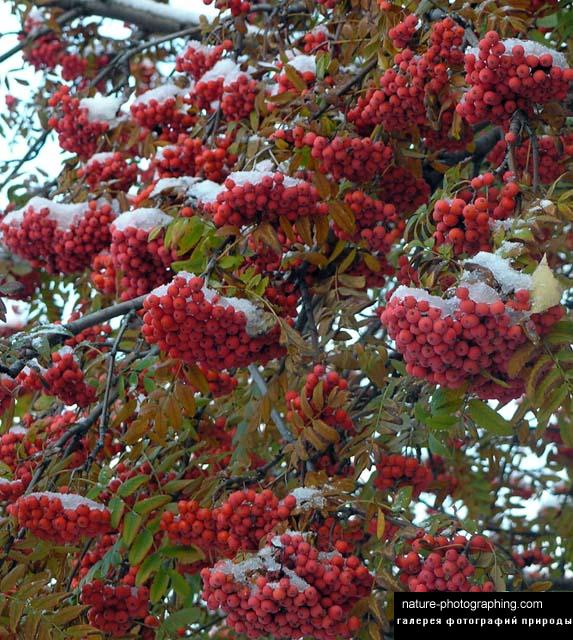 nature-photographing.com
галерея фотографий природы